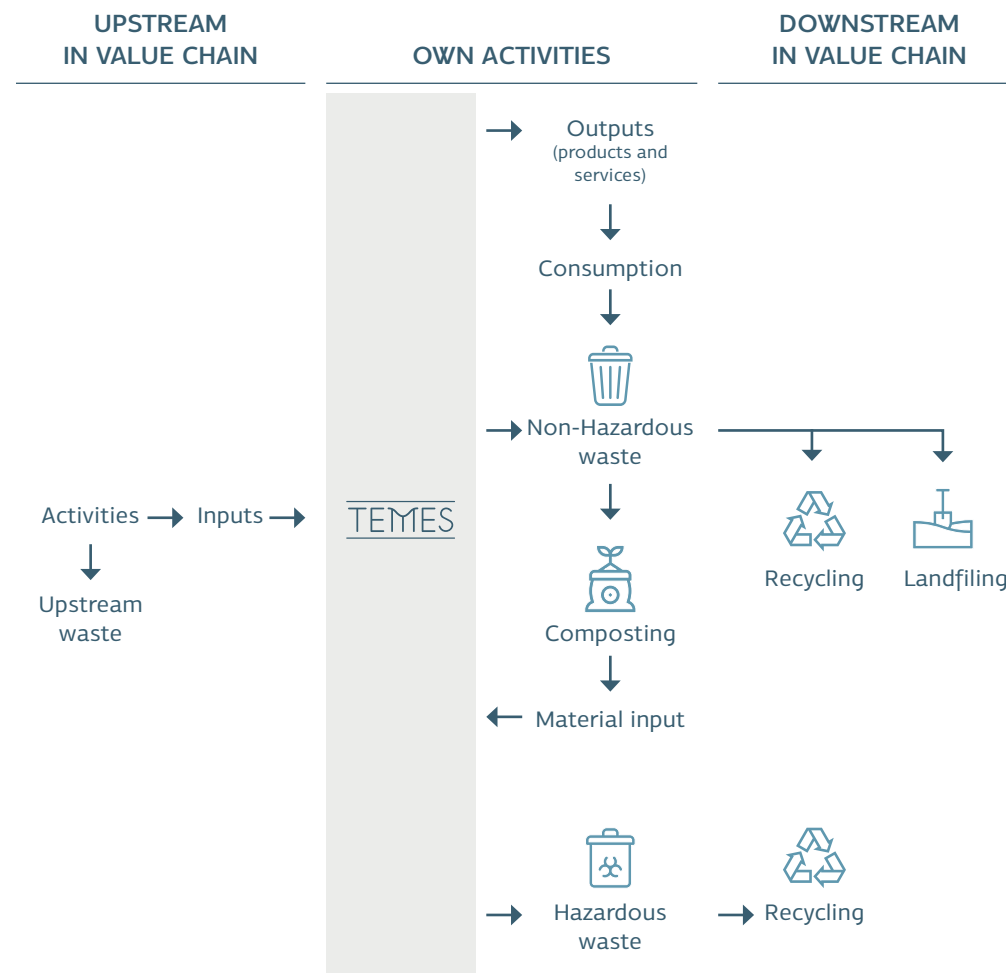 UPSTREAM
IN VALUE CHAIN
OWN ACTIVITIES
DOWNSTREAM
IN VALUE CHAIN
Outputs
(products and
services)
Consumption
Non-Hazardous
waste
Activities
Inputs
TEMES
Upstream
waste
Recycling
Landfiling
Composting
Material input
Hazardous
waste
Recycling